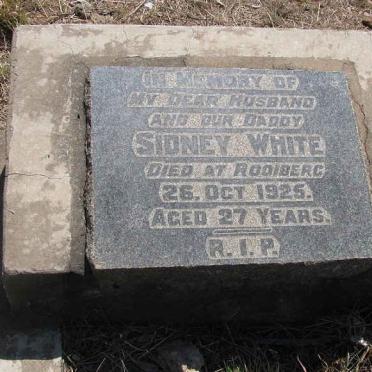 IN MEMORY OF
MY DEAR HUSBAND
AND OUR DADDY
SIDNEY WHITE
DIED AT ROOIBERG
26. OCT 1925.
AGED 27 YEARS.
R.I.P.